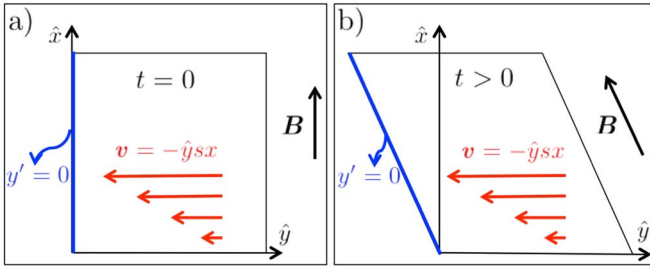 a)
x̂
t = 0
B
v = −ŷsx
y′ = 0
ŷ
b)
x̂
t > 0
B
v = −ŷsx
y′ = 0
ŷ